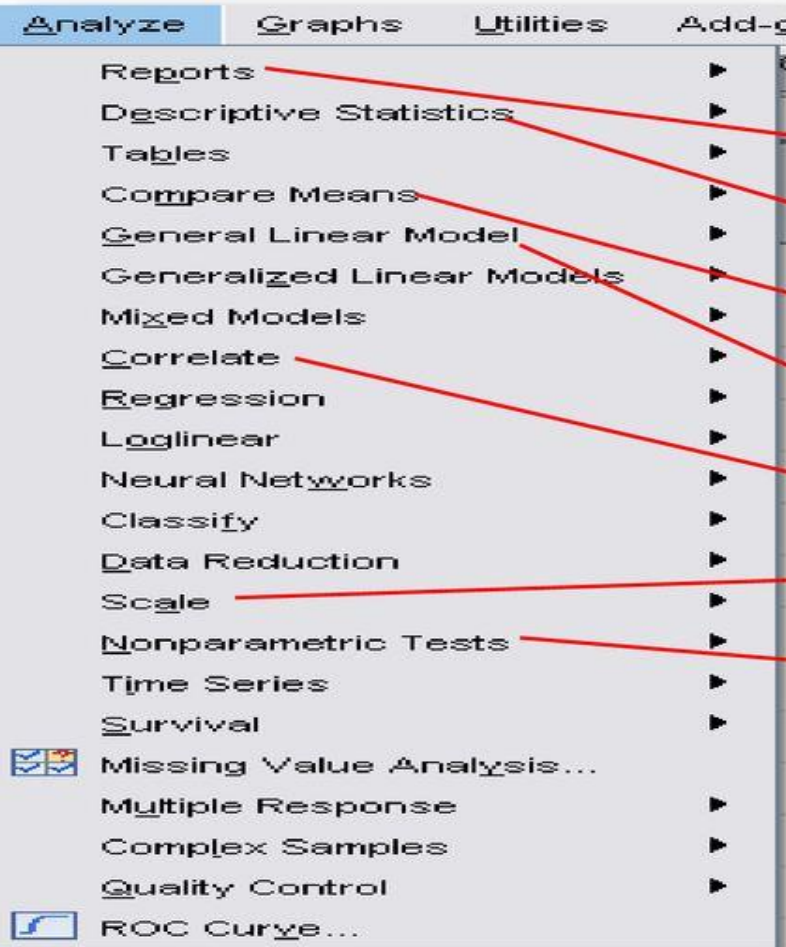 Analyze Graphs Utilities
Reports
Descriptive Statistics
Tables
Compare Means
General Linear Model
Generalized Linear Models
Mixed Models
Correlate
Regression
Loglinear
Neural Networks
Classify
Data Reduction
Scale
Nonparametric Tests
Time Series
Survival
Missing Value Analysis...
Multiple Response
Complex Samples
Quality Control
ROC Curve...